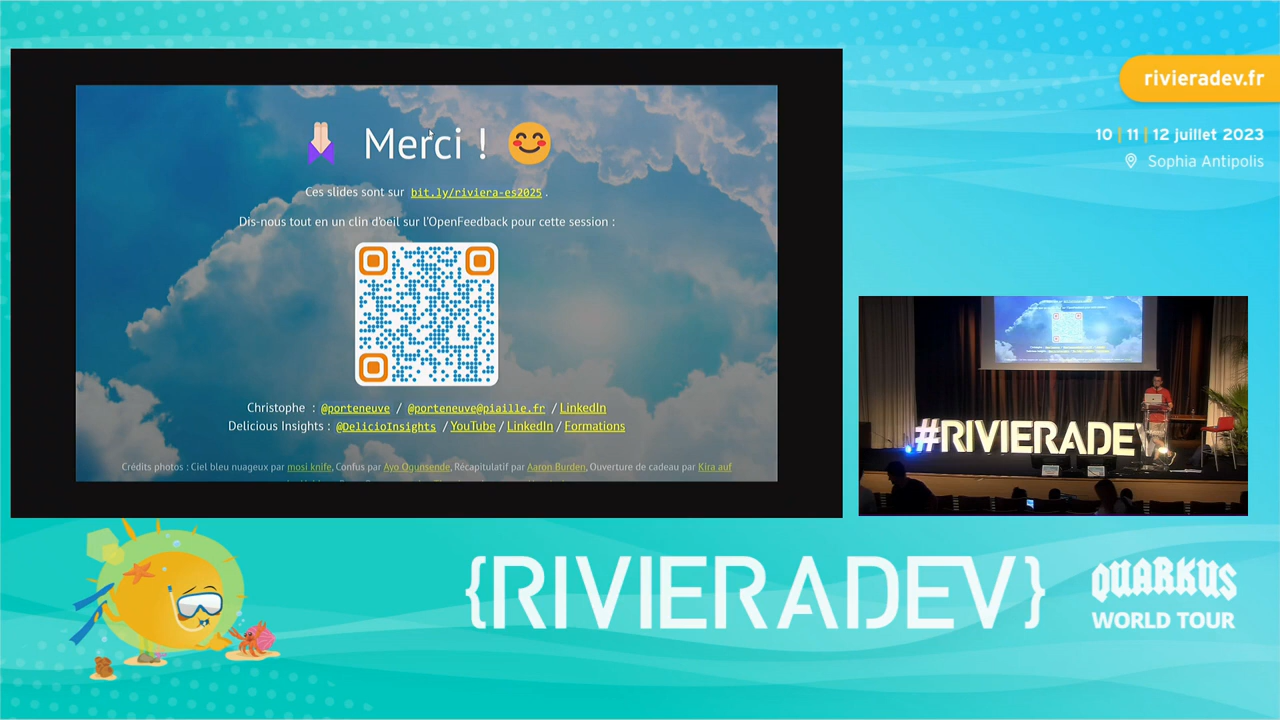 Merci !
Ces slides sont sur bit.ly/riviera-es2025 .
Dis-nous tout en un clin d'oeil sur l'OpenFeedback pour cette session :
Christophe : @porteneuve / @porteneuve@piaille.fr / LinkedIn
Delicious Insights : @DelicioInsights / YouTube / LinkedIn / Formations
Crédits photos : Ciel bleu nuageux par mosi knife, Confus par Ayo Ogunsende, Récapitulatif par Aaron Burden, Ouverture de cadeau par Kira auf
rivieradev.fr
10 | 11 | 12 juillet 2023
Sophia Antipolis
#RIVIERADEV
{RIVIERADEV}
QUARKUS
WORLD TOUR